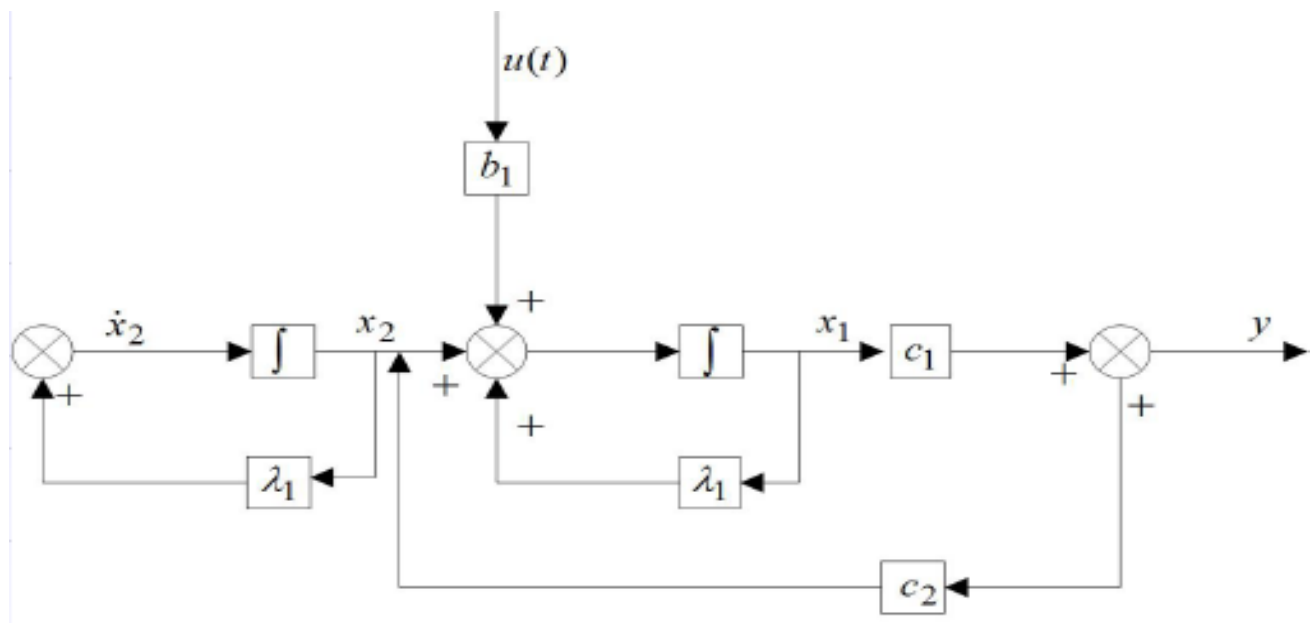 u(t)
b₁
+
ẋ₂ ∫ x₂ ∫ x₁ c₁ y
+ + + +
+
λ₁ λ₁
c₂